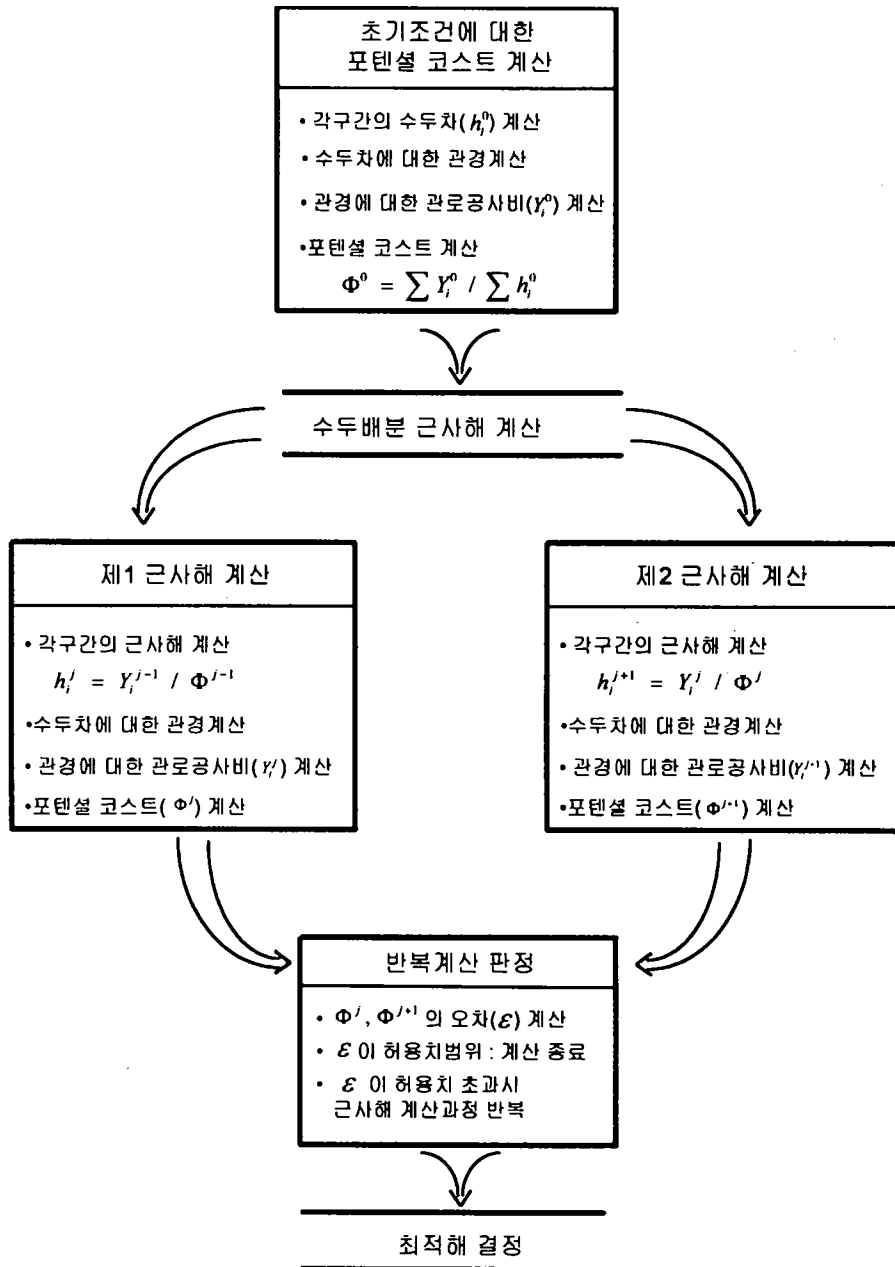 초기조건에 대한
포텐셜 코스트 계산
• 각구간의 수두차(h_i^0) 계산
• 수두차에 대한 관경계산
• 관경에 대한 관로공사비(Y_i^0) 계산
•포텐셜 코스트 계산
Φ^0 = ∑ Y_i^0 / ∑ h_i^0
수두배분 근사해 계산
제1 근사해 계산
• 각구간의 근사해 계산
h_i^j = Y_i^{j-1} / Φ^{j-1}
•수두차에 대한 관경계산
• 관경에 대한 관로공사비(Y_i^j) 계산
•포텐셜 코스트( Φ^j) 계산
제2 근사해 계산
• 각구간의 근사해 계산
h_i^{j+1} = Y_i^j / Φ^j
•수두차에 대한 관경계산
• 관경에 대한 관로공사비(Y_i^{j+1}) 계산
•포텐셜 코스트(Φ^{j+1}) 계산
반복계산 판정
• Φ^j, Φ^{j+1} 의 오차(ε) 계산
• ε 이 허용치범위 : 계산 종료
• ε 이 허용치 초과시
근사해 계산과정 반복
최적해 결정